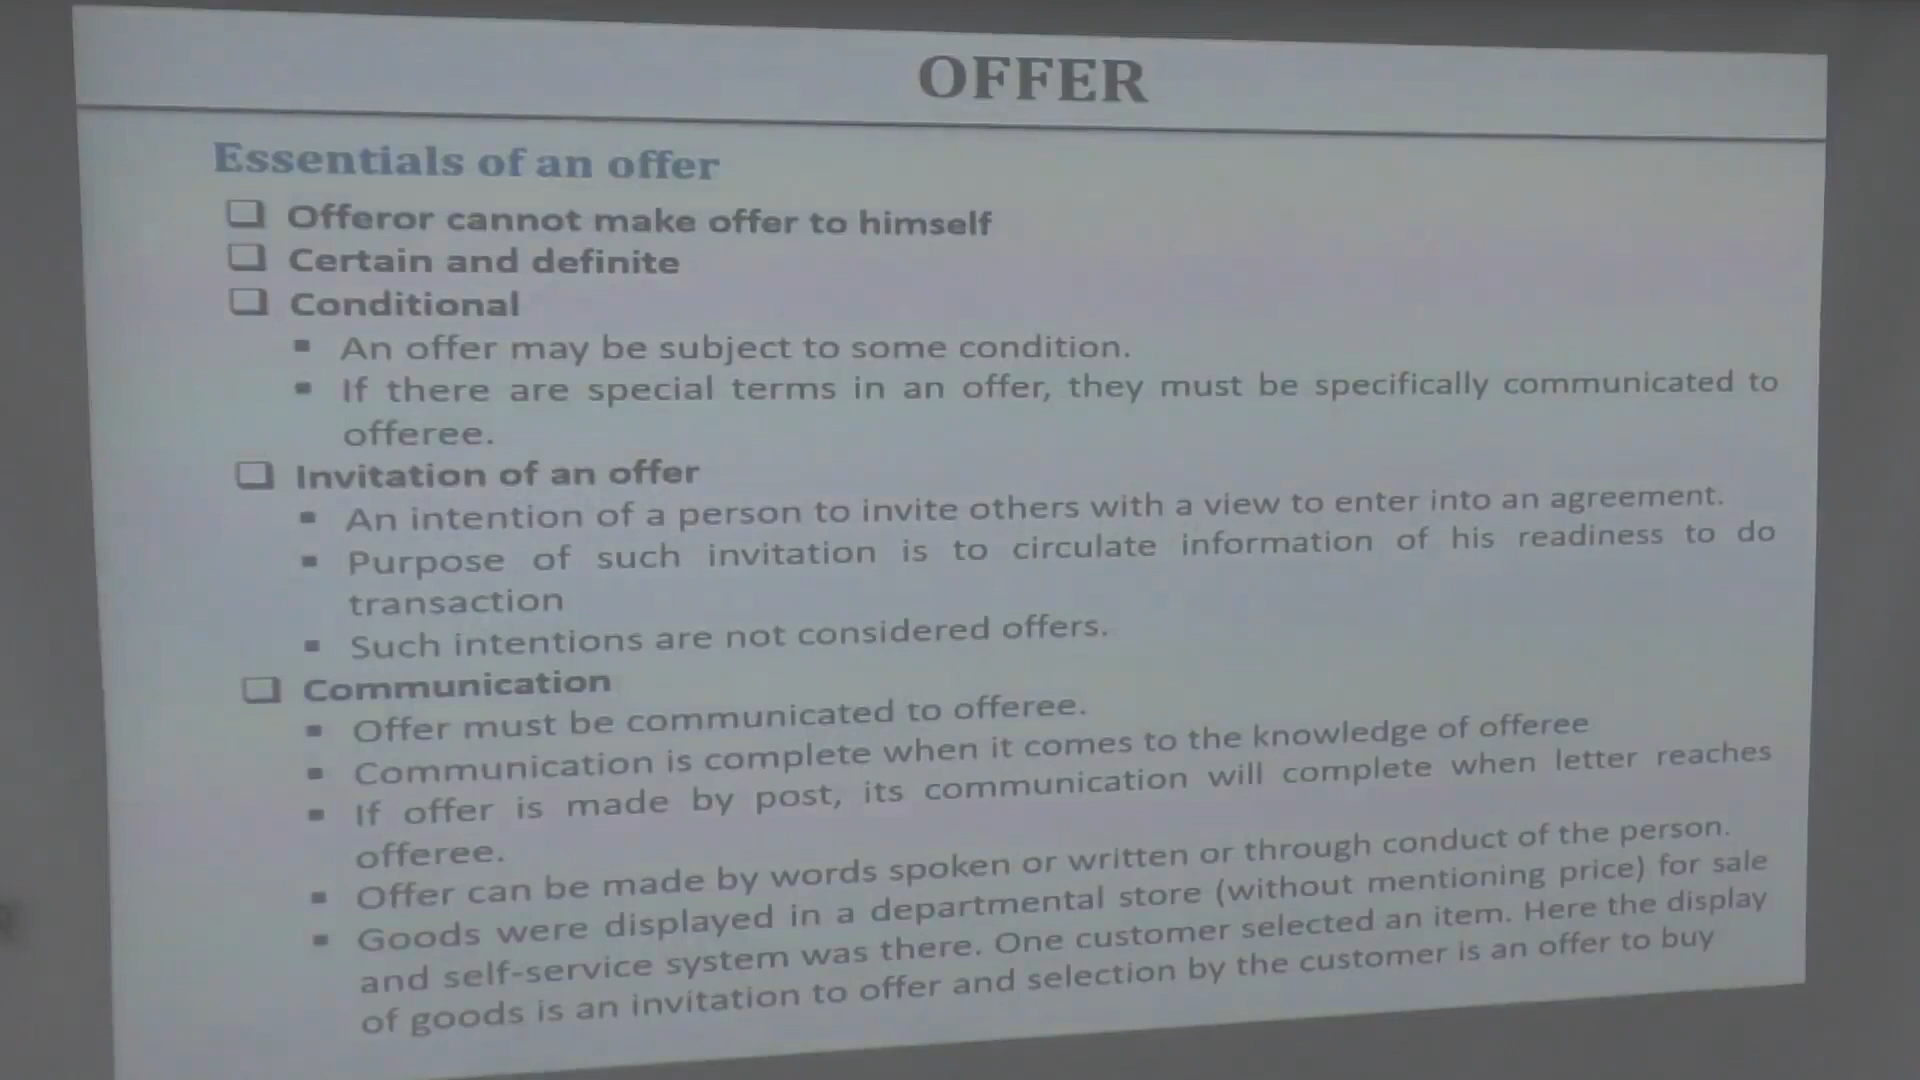 OFFER
Essentials of an offer
Offeror cannot make offer to himself
Certain and definite
Conditional
An offer may be subject to some condition.
If there are special terms in an offer, they must be specifically communicated to
offeree.
Invitation of an offer
An intention of a person to invite others with a view to enter into an agreement.
Purpose of such invitation is to circulate information of his readiness to do
transaction
Such intentions are not considered offers.
Communication
Offer must be communicated to offeree.
Communication is complete when it comes to the knowledge of offeree
If offer is made by post, its communication will complete when letter reaches
offeree.
Offer can be made by words spoken or written or through conduct of the person.
Goods were displayed in a departmental store (without mentioning price) for sale
and self-service system was there. One customer selected an item. Here the display
of goods is an invitation to offer and selection by the customer is an offer to buy